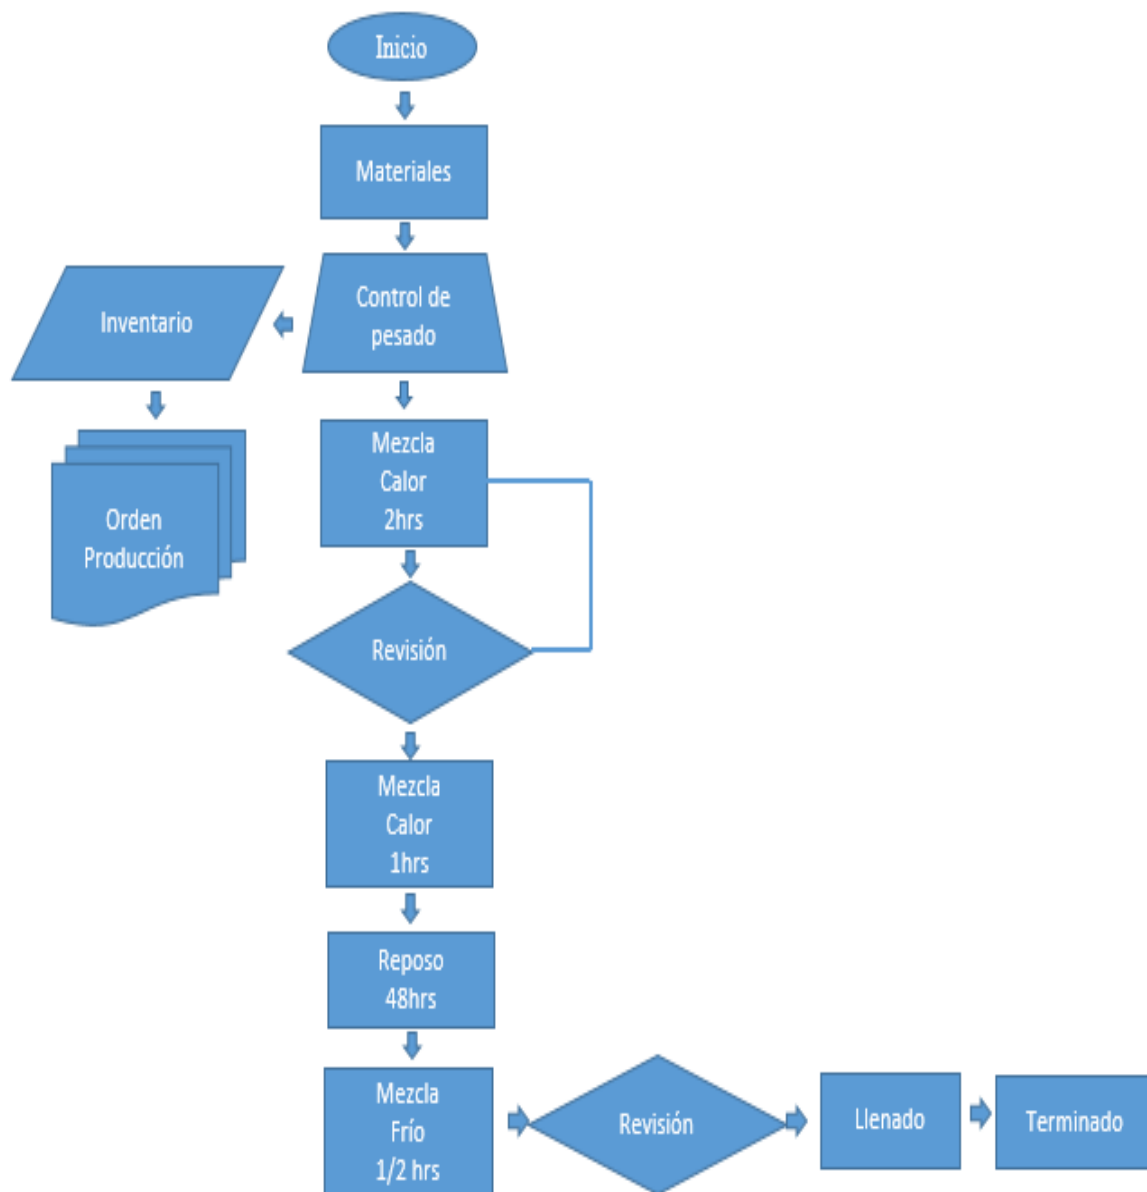 Inicio
Materiales
Control de
pesado
Inventario
Orden
Producción
Mezcla
Calor
2hrs
Revisión
Mezcla
Calor
1hrs
Reposo
48hrs
Mezcla
Frío
1/2 hrs
Revisión
Llenado
Terminado